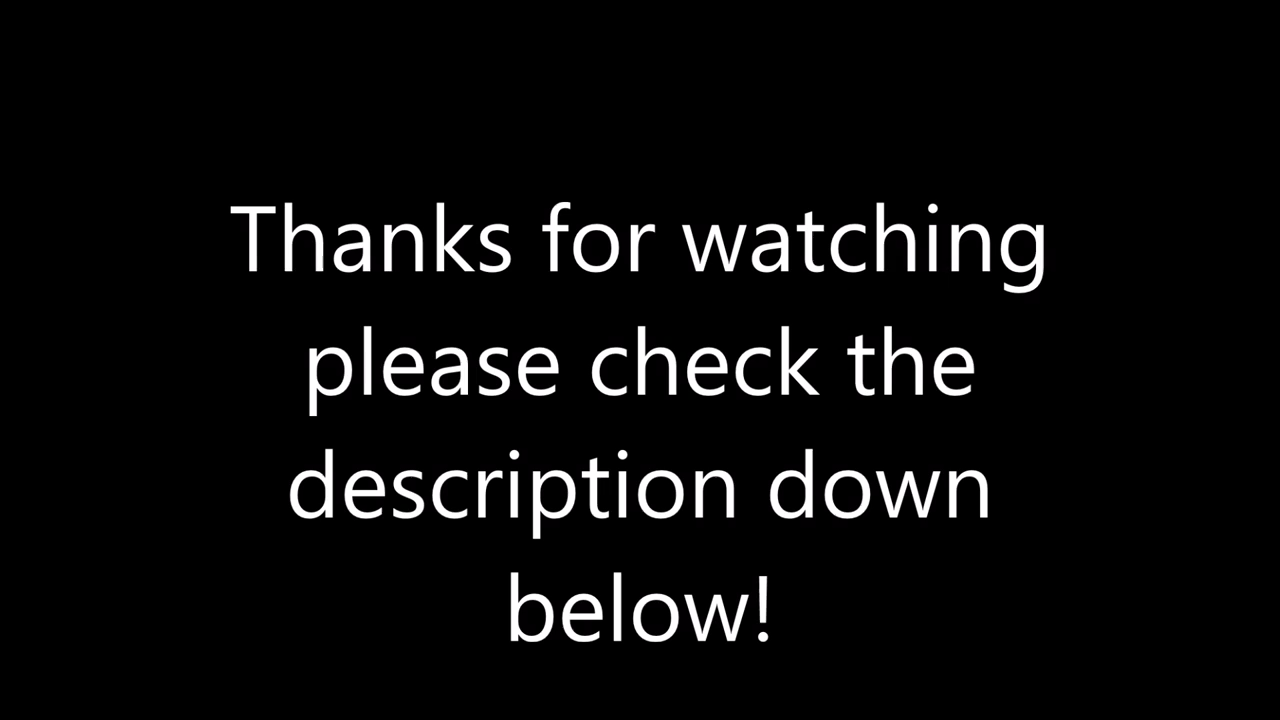 Thanks for watching
please check the
description down
below!